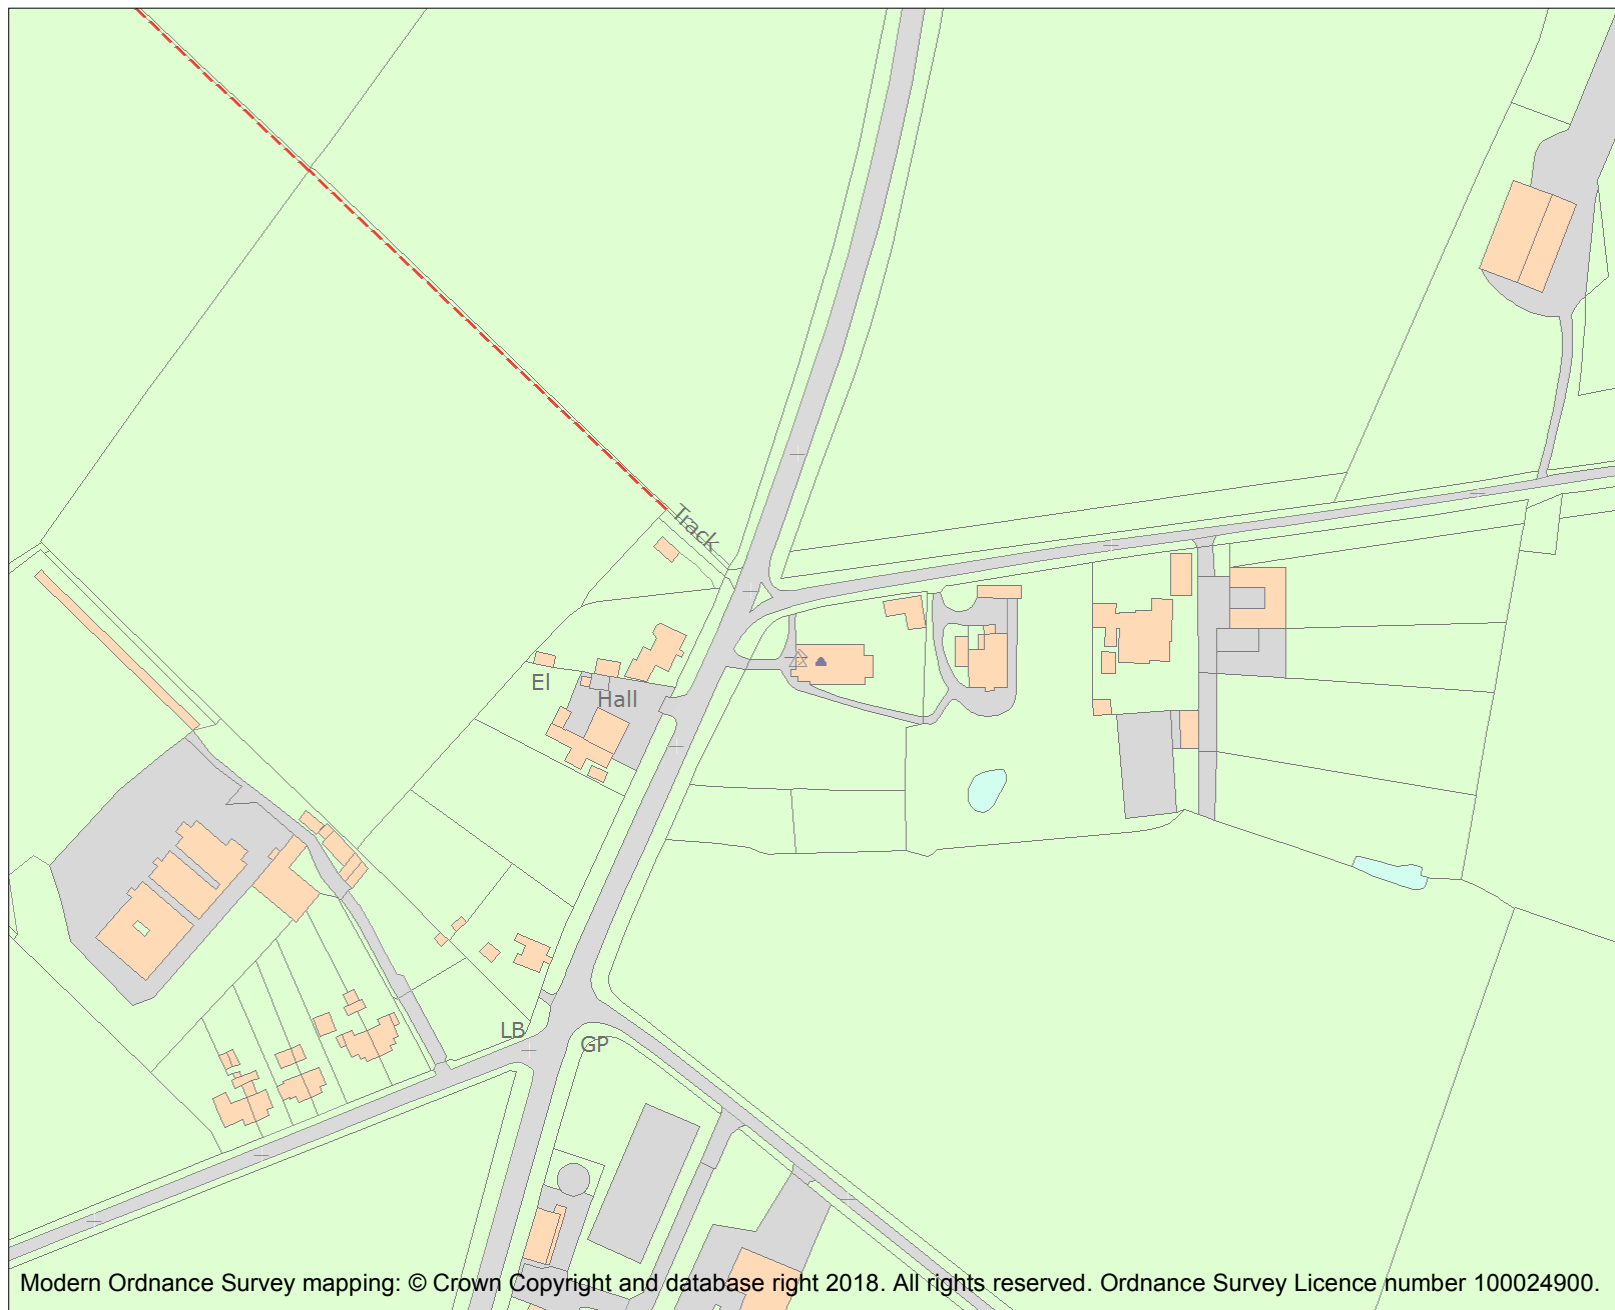 Track
El
Hall
LB
GP
Modern Ordnance Survey mapping: © Crown Copyright and database right 2018. All rights reserved. Ordnance Survey Licence number 100024900.